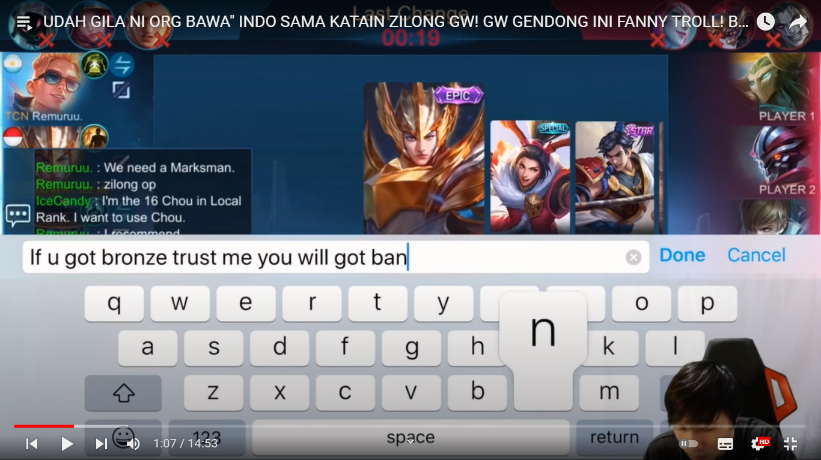 UDAH GILA NI ORG BAWA" INDO SAMA KATAIN ZILONG GW! GW GENDONG INI FANNY TROLL! B...
Last Change
00:19
TCN Remuruu.
EPIC
SPECIAL
STAR
PLAYER 1
PLAYER 2
Remuruu. : We need a Marksman.
Remuruu. : zilong op
IceCandy : I'm the 16 Chou in Local
Rank. I want to use Chou.
Remuruu. : I recommend
If u got bronze trust me you will got ban
Done
Cancel
q w e r t y o p
a s d f g h k l
n
z x c v b m
123
space
return
1:07 / 14:53
HD